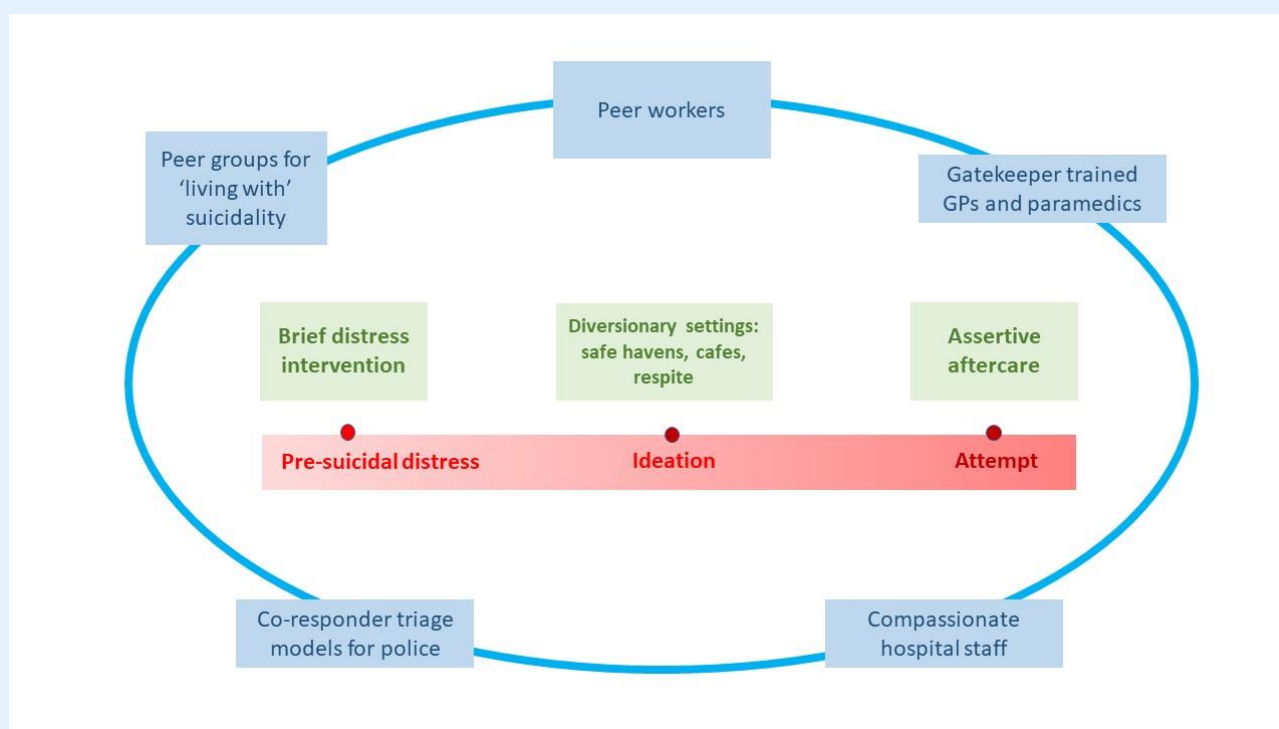 Peer workers
Peer groups for
‘living with’
suicidality
Gatekeeper trained
GPs and paramedics
Brief distress
intervention
Diversionary settings:
safe havens, cafes,
respite
Assertive
aftercare
Pre-suicidal distress
Ideation
Attempt
Co-responder triage
models for police
Compassionate
hospital staff